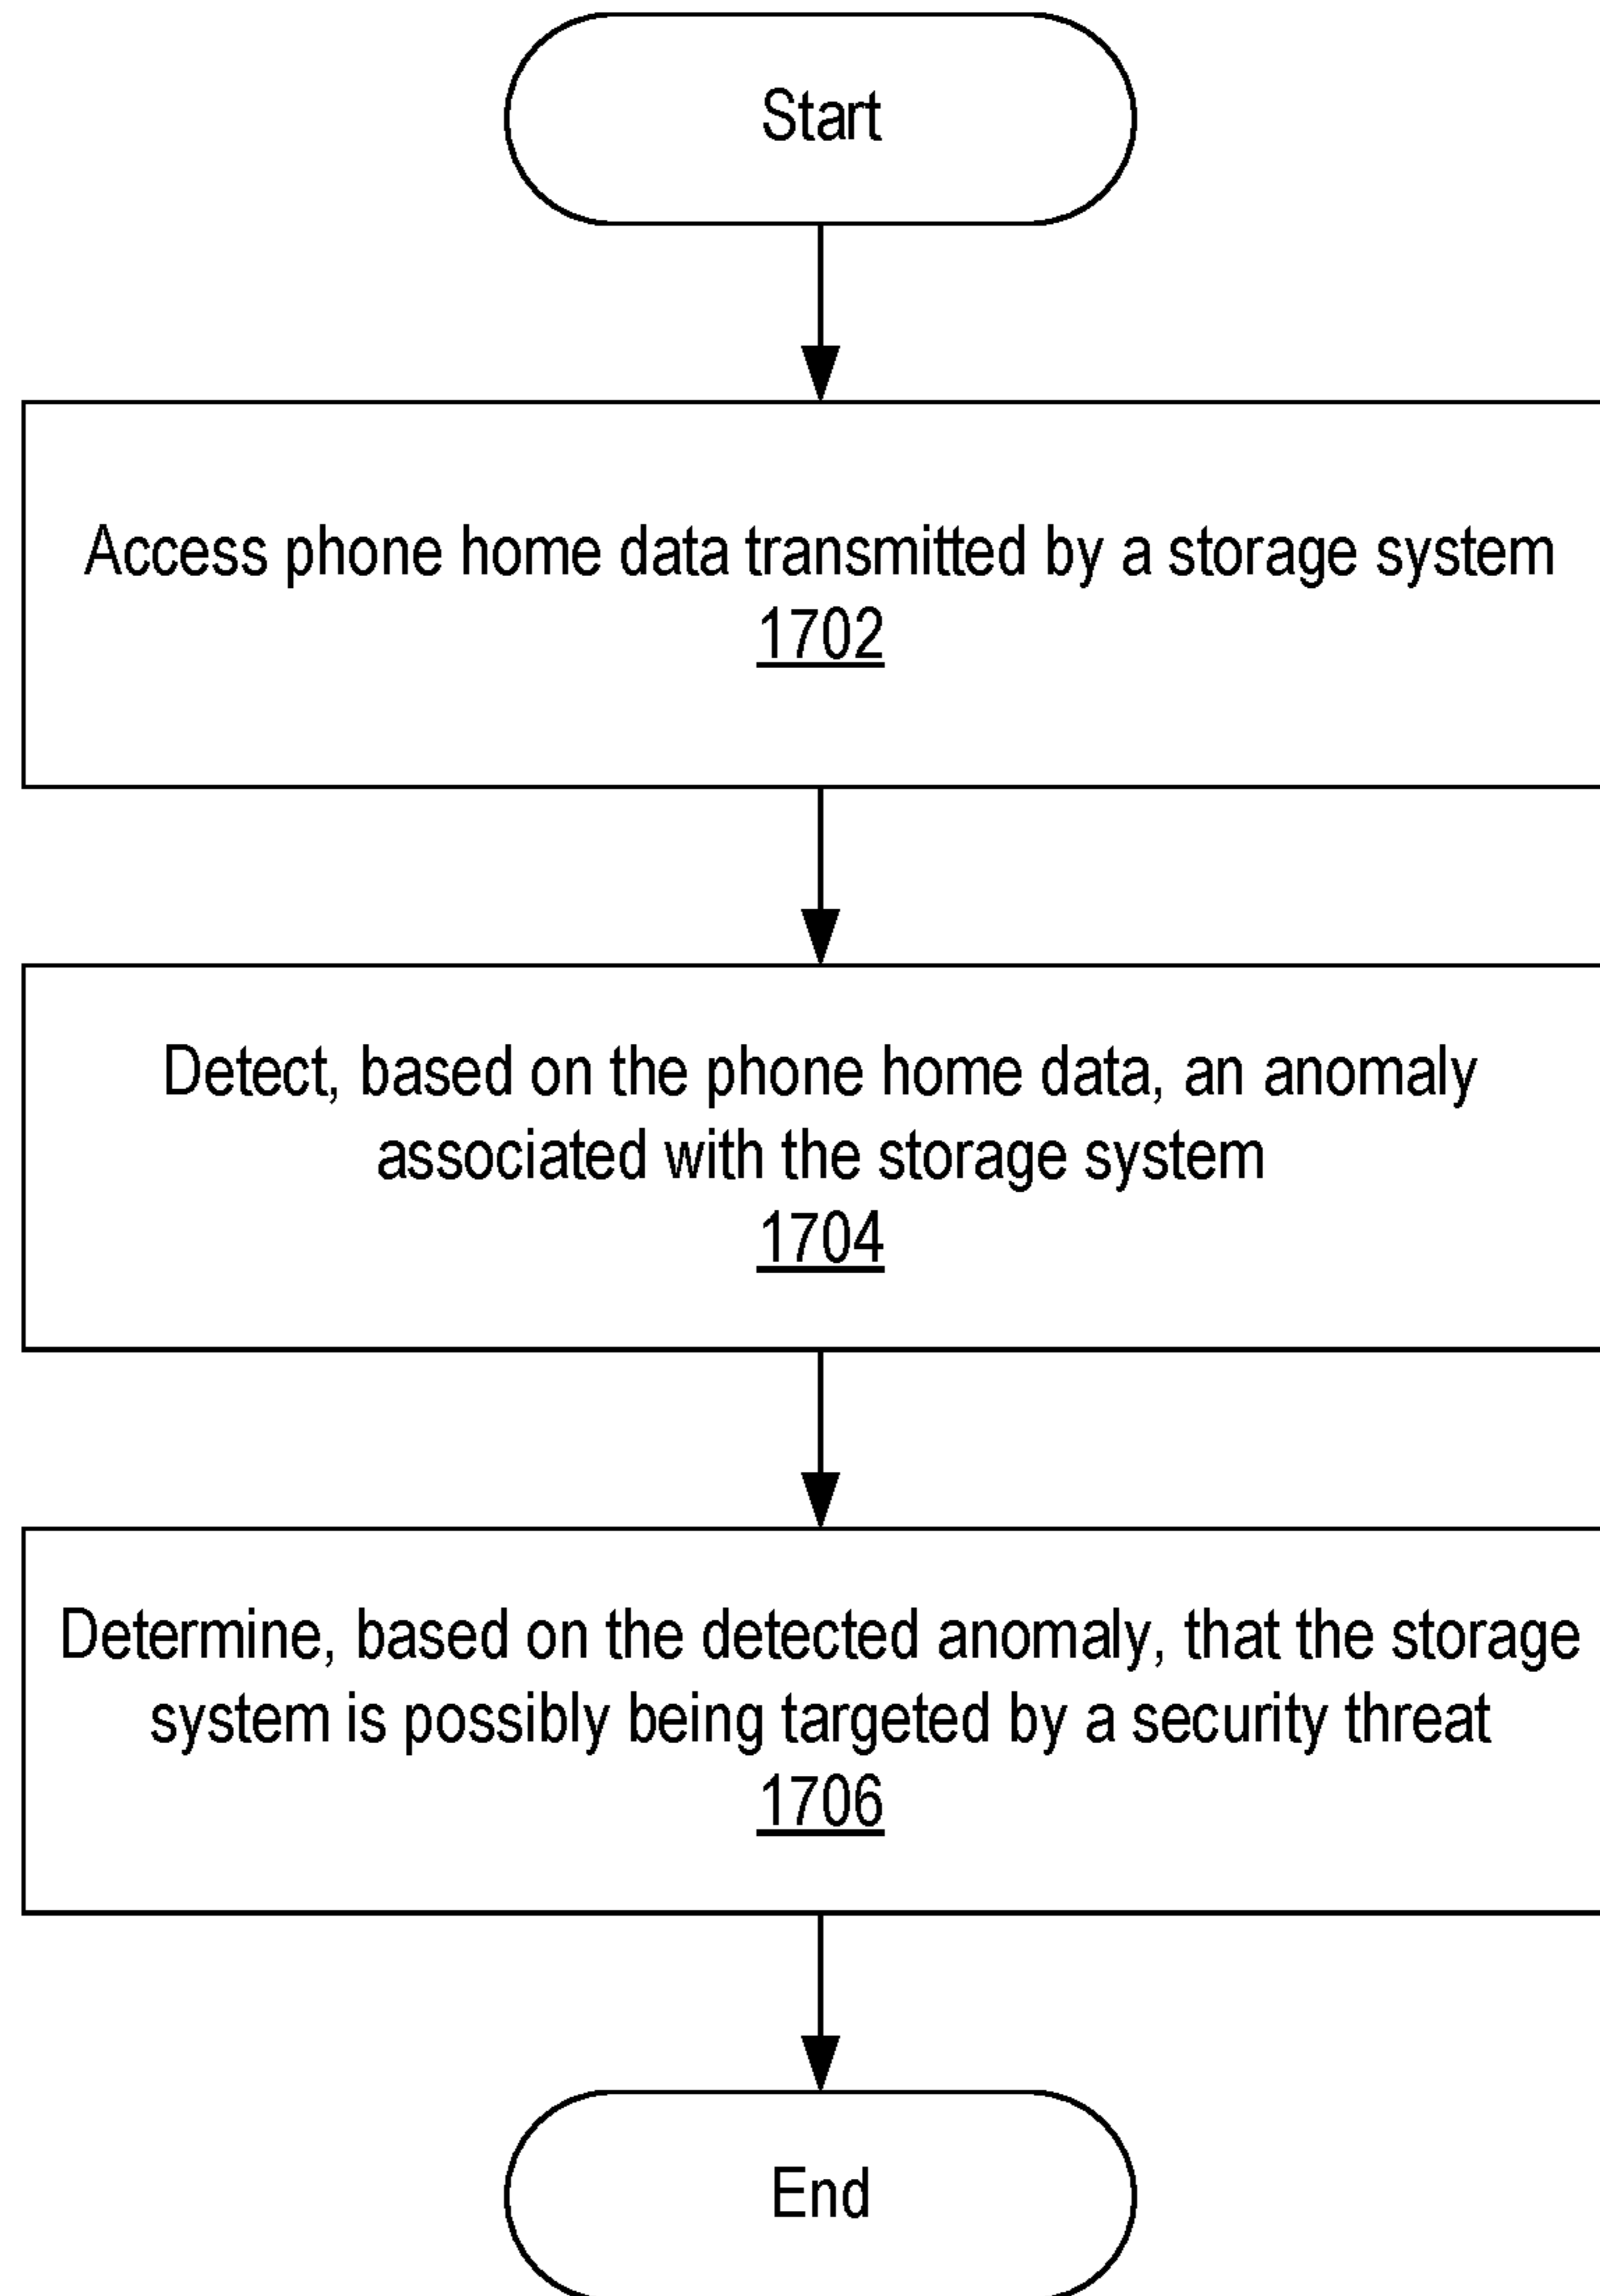 Start
Access phone home data transmitted by a storage system
1702
Detect, based on the phone home data, an anomaly
associated with the storage system
1704
Determine, based on the detected anomaly, that the storage
system is possibly being targeted by a security threat
1706
End